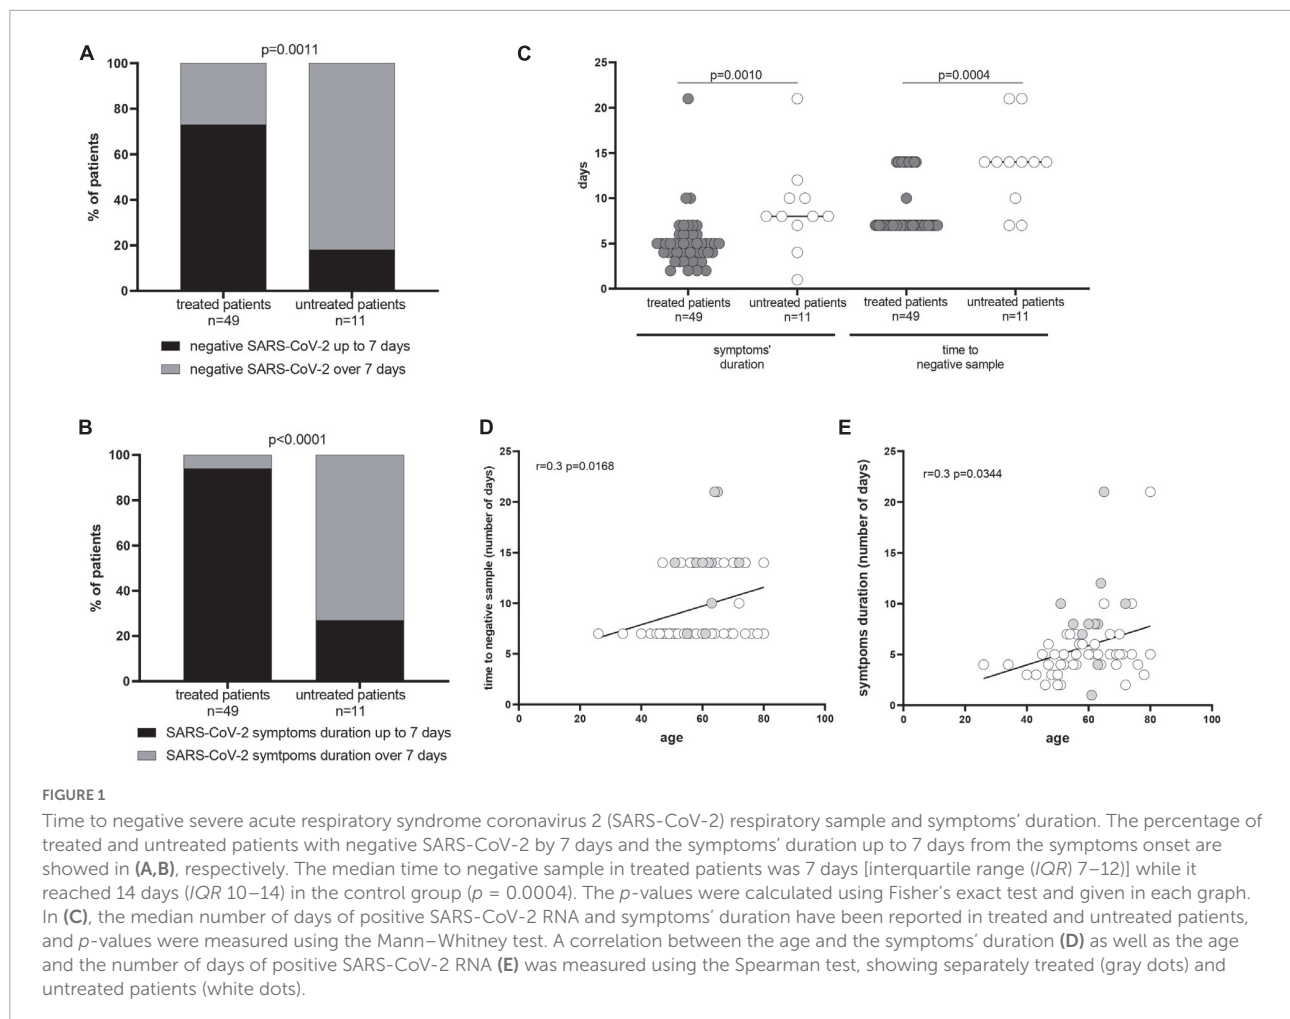 A
p=0.0011
% of patients
100
80
60
40
20
0
treated patients
n=49
untreated patients
n=11
negative SARS-CoV-2 up to 7 days
negative SARS-CoV-2 over 7 days
C
days
25
20
15
10
5
0
p=0.0010
p=0.0004
treated patients
n=49
untreated patients
n=11
treated patients
n=49
untreated patients
n=11
symptoms'
duration
time to
negative sample
B
p<0.0001
% of patients
100
80
60
40
20
0
treated patients
n=49
untreated patients
n=11
SARS-CoV-2 symptoms duration up to 7 days
SARS-CoV-2 symtpoms duration over 7 days
D
time to negative sample (number of days)
25
20
15
10
5
0
r=0.3 p=0.0168
0
20
40
60
80
100
age
E
symtpoms duration (number of days)
25
20
15
10
5
0
r=0.3 p=0.0344
0
20
40
60
80
100
age
FIGURE 1
Time to negative severe acute respiratory syndrome coronavirus 2 (SARS-CoV-2) respiratory sample and symptoms' duration. The percentage of
treated and untreated patients with negative SARS-CoV-2 by 7 days and the symptoms' duration up to 7 days from the symptoms onset are
showed in (A,B), respectively. The median time to negative sample in treated patients was 7 days [interquartile range (IQR) 7–12)] while it
reached 14 days (IQR 10–14) in the control group (p = 0.0004). The p-values were calculated using Fisher's exact test and given in each graph.
In (C), the median number of days of positive SARS-CoV-2 RNA and symptoms' duration have been reported in treated and untreated patients,
and p-values were measured using the Mann–Whitney test. A correlation between the age and the symptoms' duration (D) as well as the age
and the number of days of positive SARS-CoV-2 RNA (E) was measured using the Spearman test, showing separately treated (gray dots) and
untreated patients (white dots).